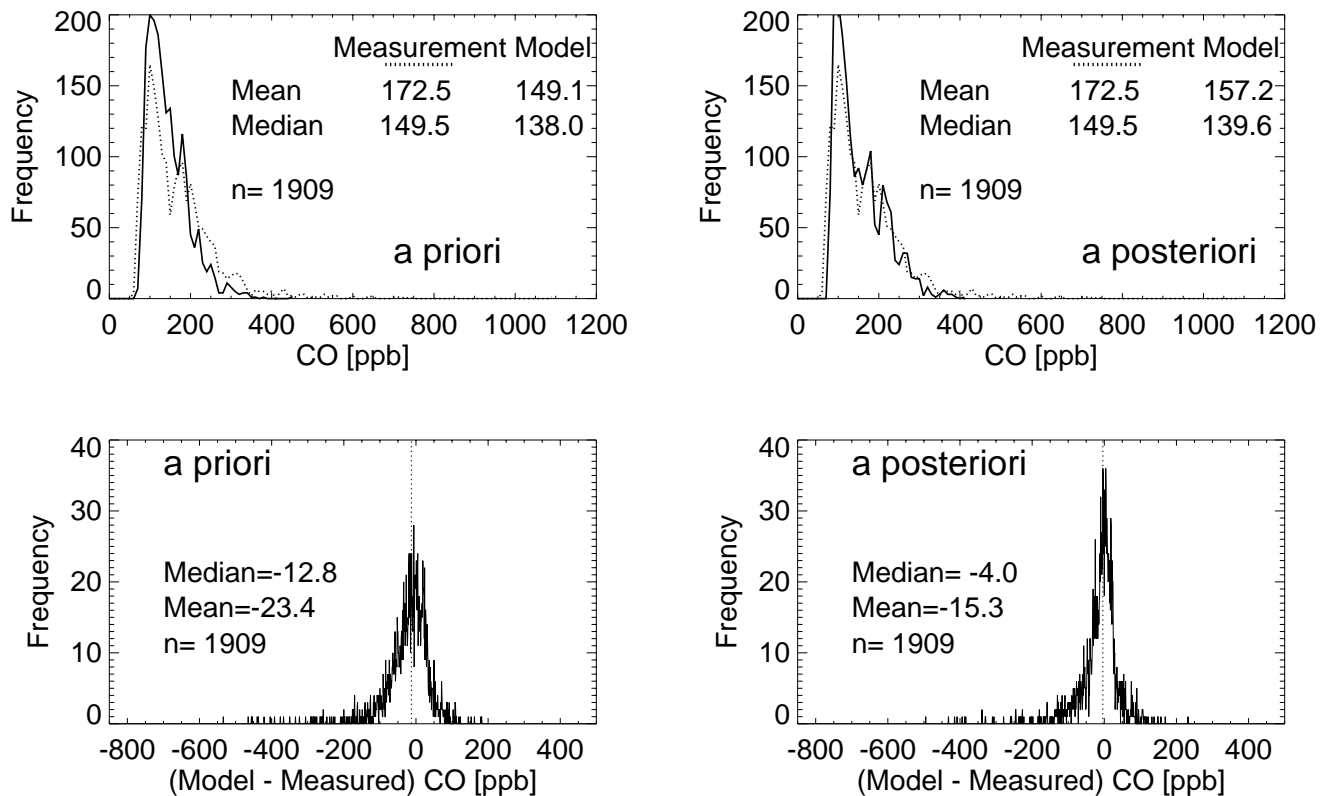 Measurement Model
Mean 172.5 149.1
Median 149.5 138.0
n= 1909
a priori
Frequency
200
150
100
50
0
0 200 400 600 800 1000 1200
CO [ppb]
Measurement Model
Mean 172.5 157.2
Median 149.5 139.6
n= 1909
a posteriori
Frequency
200
150
100
50
0
0 200 400 600 800 1000 1200
CO [ppb]
a priori
Median=-12.8
Mean=-23.4
n= 1909
Frequency
40
30
20
10
0
-800 -600 -400 -200 0 200 400
(Model - Measured) CO [ppb]
a posteriori
Median= -4.0
Mean=-15.3
n= 1909
Frequency
40
30
20
10
0
-800 -600 -400 -200 0 200 400
(Model - Measured) CO [ppb]